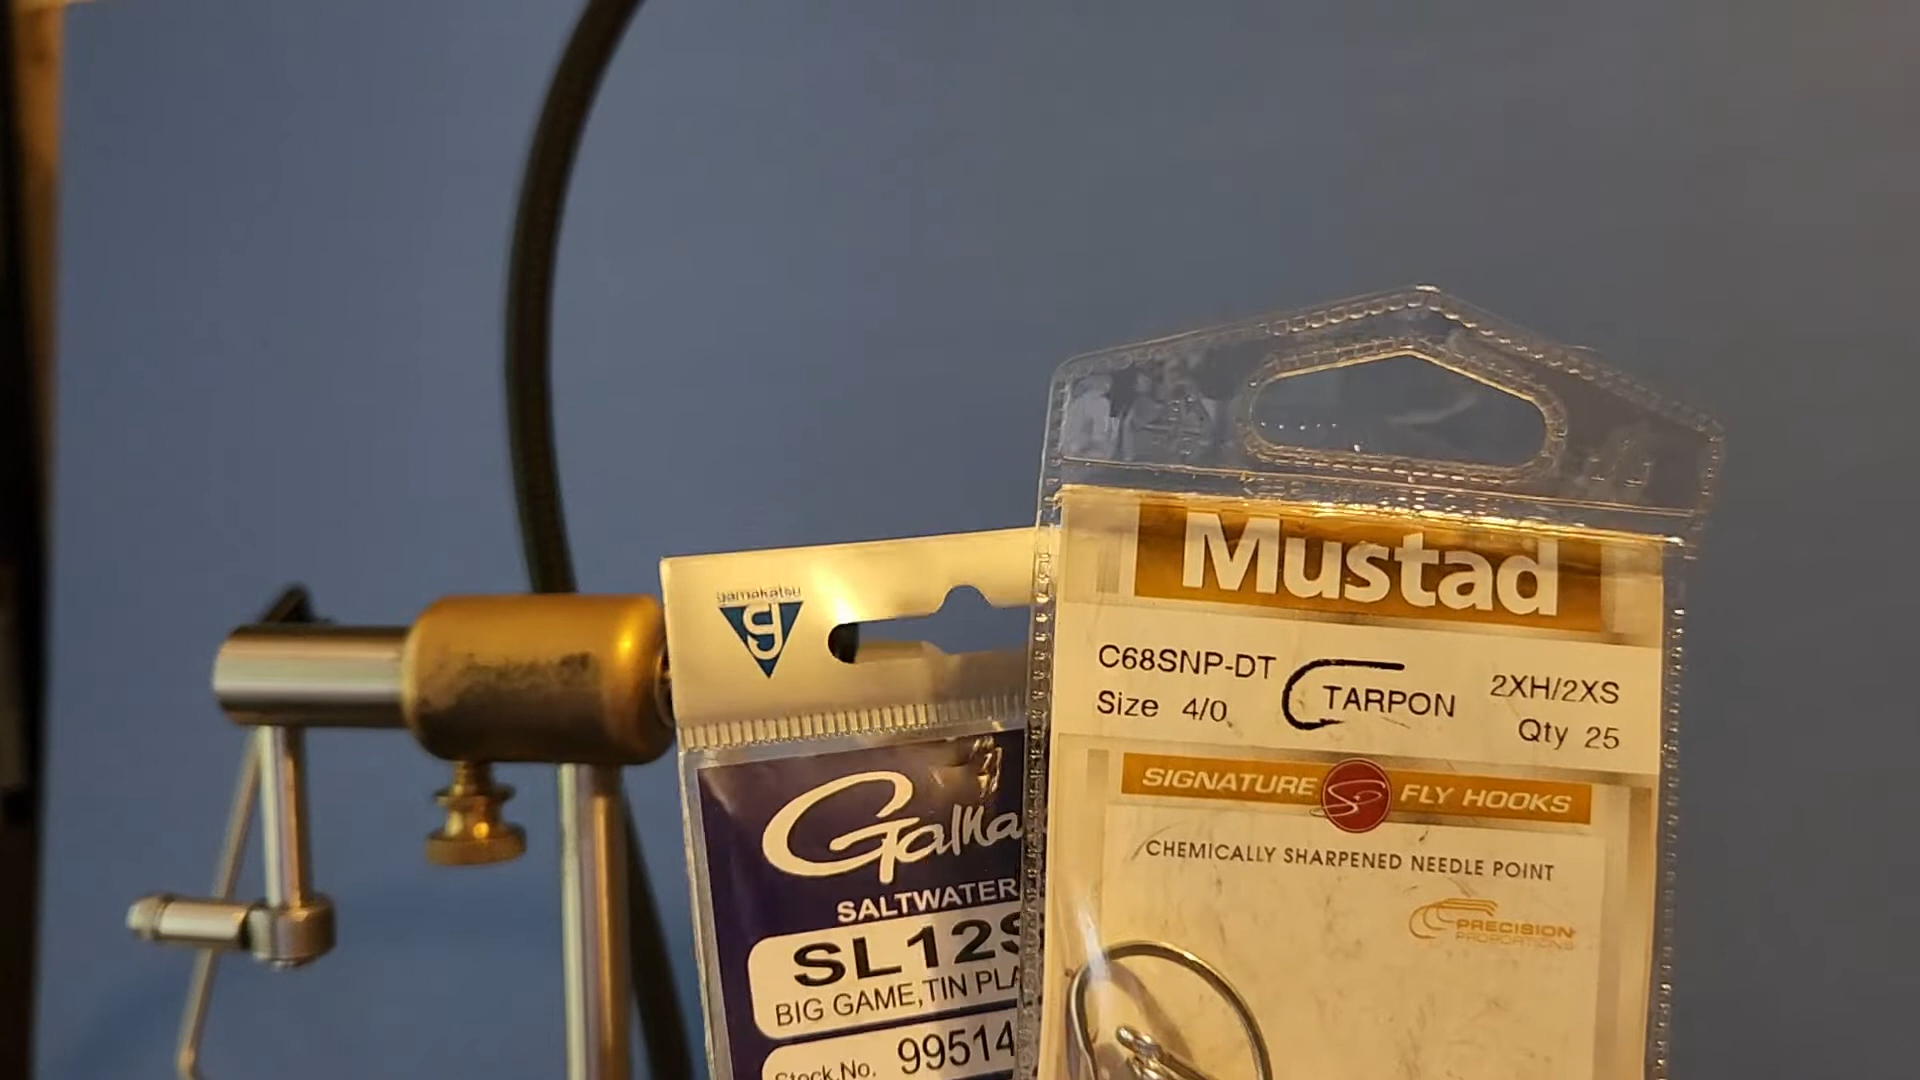 gamakatsu
g
Gamaka
SALTWATER
SL12S
BIG GAME,TIN PLA
Stock.No. 99514
Mustad
C68SNP-DT
Size 4/0
TARPON
2XH/2XS
Qty 25
SIGNATURE FLY HOOKS
CHEMICALLY SHARPENED NEEDLE POINT
PRECISION
PROPORTIONS